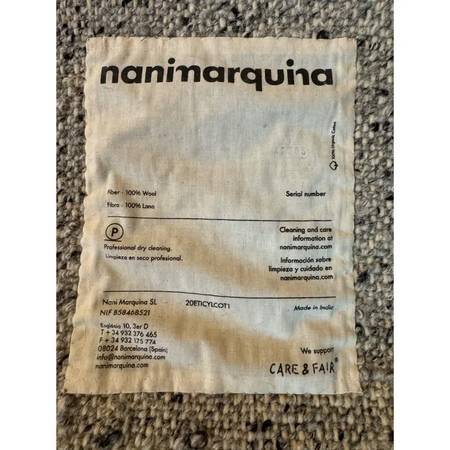 nanimarquina
100% Organic Cotton
Fiber - 100% Wool
Fibra - 100% Lana
Serial number
P
Professional dry cleaning.
Limpieza en seco profesional.
Cleaning and care
information at
nanimarquina.com
Información sobre
limpieza y cuidado en
nanimarquina.com
Nani Marquina SL
NIF B58468521
20ETICYLCOT1
Made in India
Església 10, 3er D
T + 34 932 376 465
F + 34 932 175 774
08024 Barcelona (Spain)
info@nanimarquina.com
nanimarquina.com
We support
CARE & FAIR®